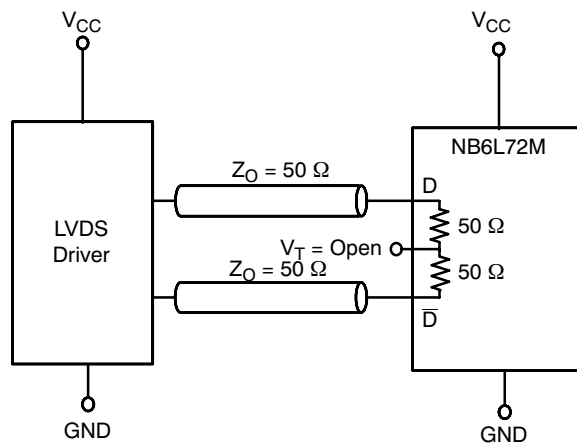 V_CC
V_CC
NB6L72M
Z_O = 50 Ω
D
LVDS
Driver
50 Ω
V_T = Open
Z_O = 50 Ω
50 Ω
D̅
GND
GND